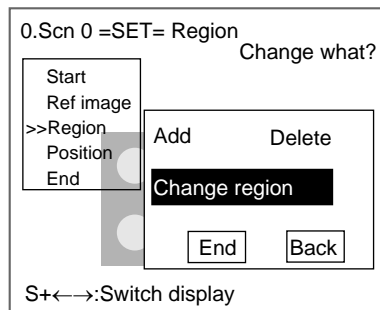 0.Scn 0 =SET= Region
Change what?
Start
Ref image
>>Region
Position
End
Add Delete
Change region
End Back
S+←→:Switch display